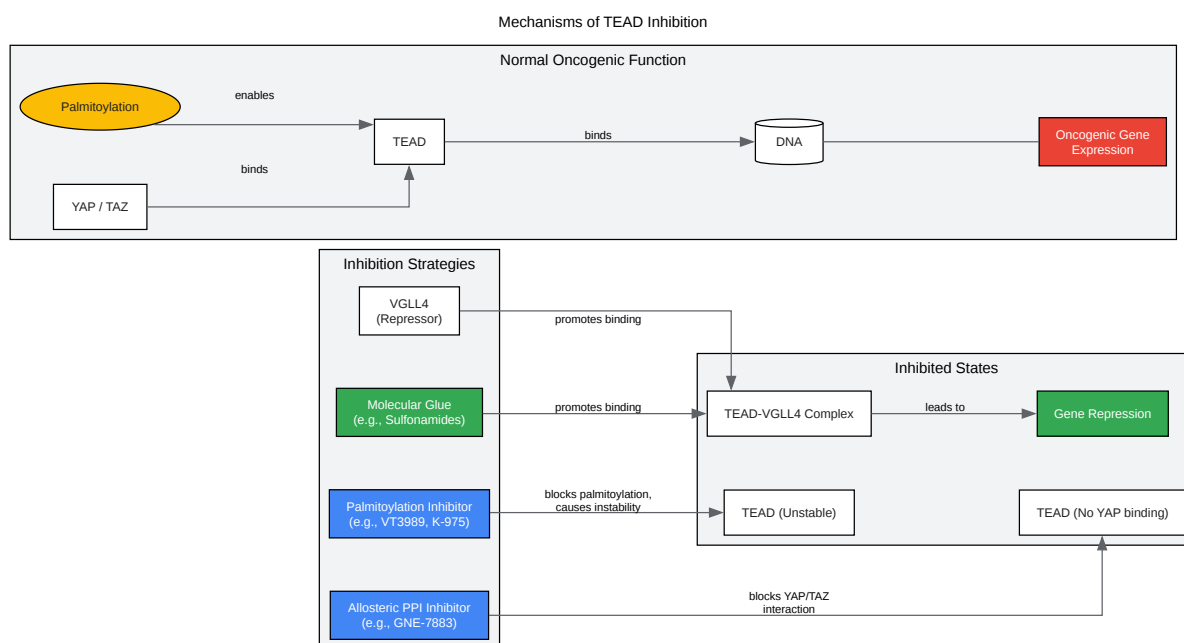 Mechanisms of TEAD Inhibition
Normal Oncogenic Function
Palmitoylation
enables
TEAD
binds
DNA
Oncogenic Gene
Expression
binds
YAP / TAZ
Inhibition Strategies
VGLL4
(Repressor)
promotes binding
Inhibited States
Molecular Glue
(e.g., Sulfonamides)
promotes binding
TEAD-VGLL4 Complex
leads to
Gene Repression
Palmitoylation Inhibitor
(e.g., VT3989, K-975)
blocks palmitoylation,
causes instability
TEAD (Unstable)
TEAD (No YAP binding)
Allosteric PPI Inhibitor
(e.g., GNE-7883)
blocks YAP/TAZ
interaction